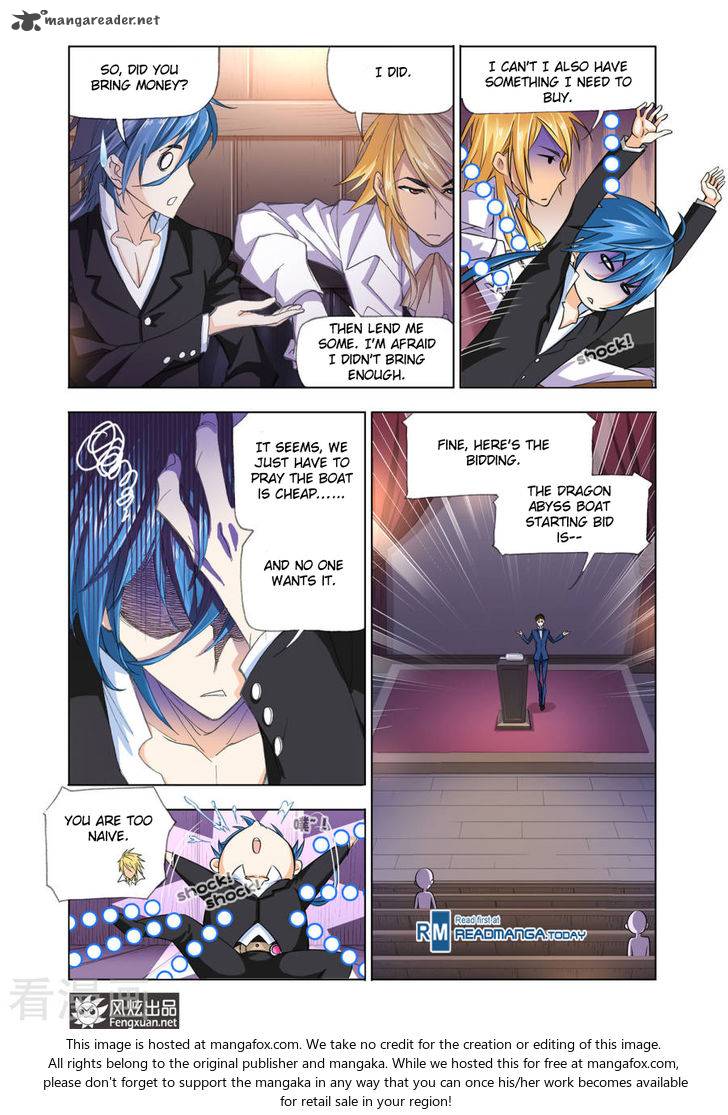 mangareader.net
SO, DID YOU
BRING MONEY?
I DID.
THEN LEND ME
SOME. I'M AFRAID
I DIDN'T BRING
ENOUGH.
I CAN'T I ALSO HAVE
SOMETHING I NEED TO
BUY.
shock!
IT SEEMS, WE
JUST HAVE TO
PRAY THE BOAT
IS CHEAP......
AND NO ONE
WANTS IT.
FINE, HERE'S THE
BIDDING.
THE DRAGON
ABYSS BOAT
STARTING BID
IS--
YOU ARE TOO
NAIVE.
噗~!
shock!
shock!
RM Read first at
READMANGA.TODAY
看漫画
风炫出品
Fengxuan.net
This image is hosted at mangafox.com. We take no credit for the creation or editing of this image.
All rights belong to the original publisher and mangaka. While we hosted this for free at mangafox.com,
please don't forget to support the mangaka in any way that you can once his/her work becomes available
for retail sale in your region!